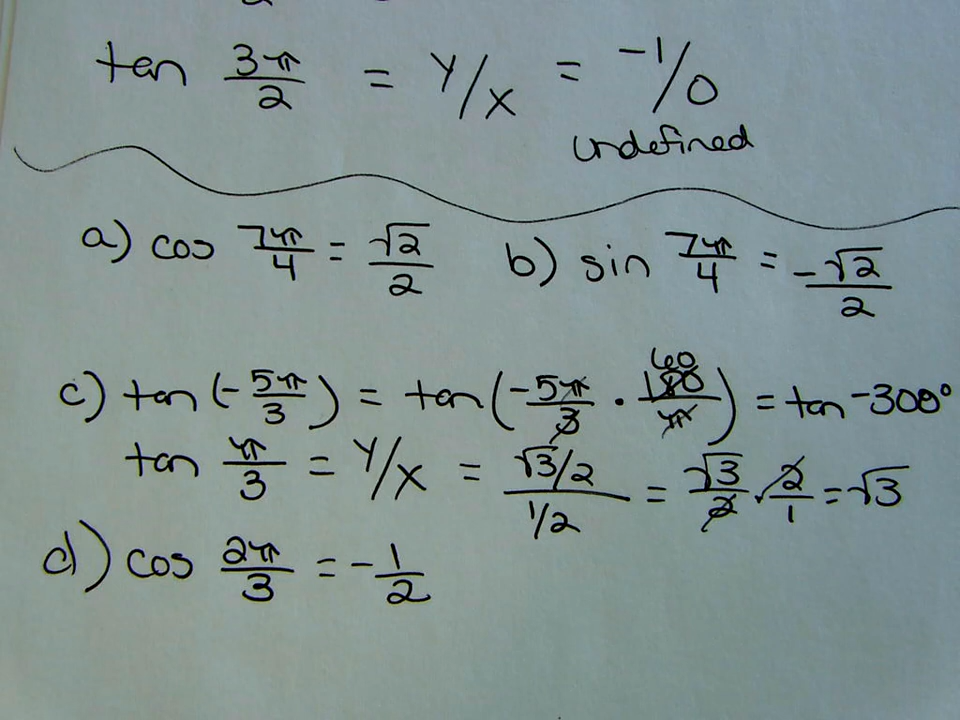 tan 3π/2 = y/x = -1/0
undefined
a) cos 7π/4 = √2/2 b) sin 7π/4 = -√2/2
c) tan(-5π/3) = tan(-5π/3 · 180/π) = tan -300°
60
tan π/3 = y/x = (√3/2)/(1/2) = √3/2 · 2/1 = √3
d) cos 2π/3 = -1/2